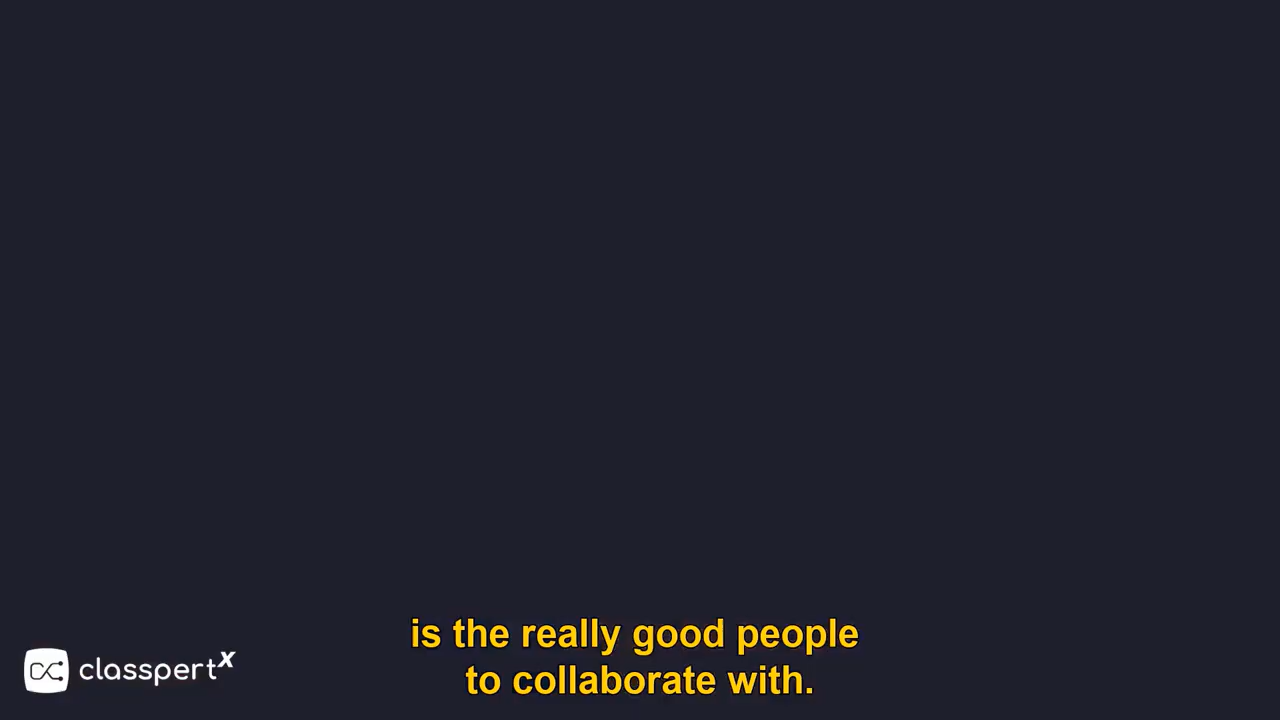 is the really good people
to collaborate with.
classpert x